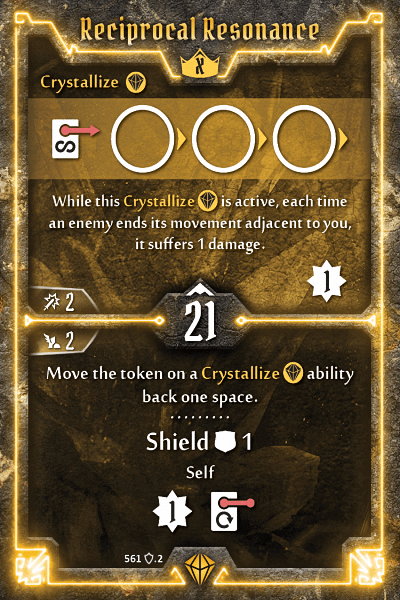 Reciprocal Resonance
X
Crystallize
While this Crystallize is active, each time
an enemy ends its movement adjacent to you,
it suffers 1 damage.
1
2
21
2
Move the token on a Crystallize ability
back one space.
Shield 1
Self
1
561 .2